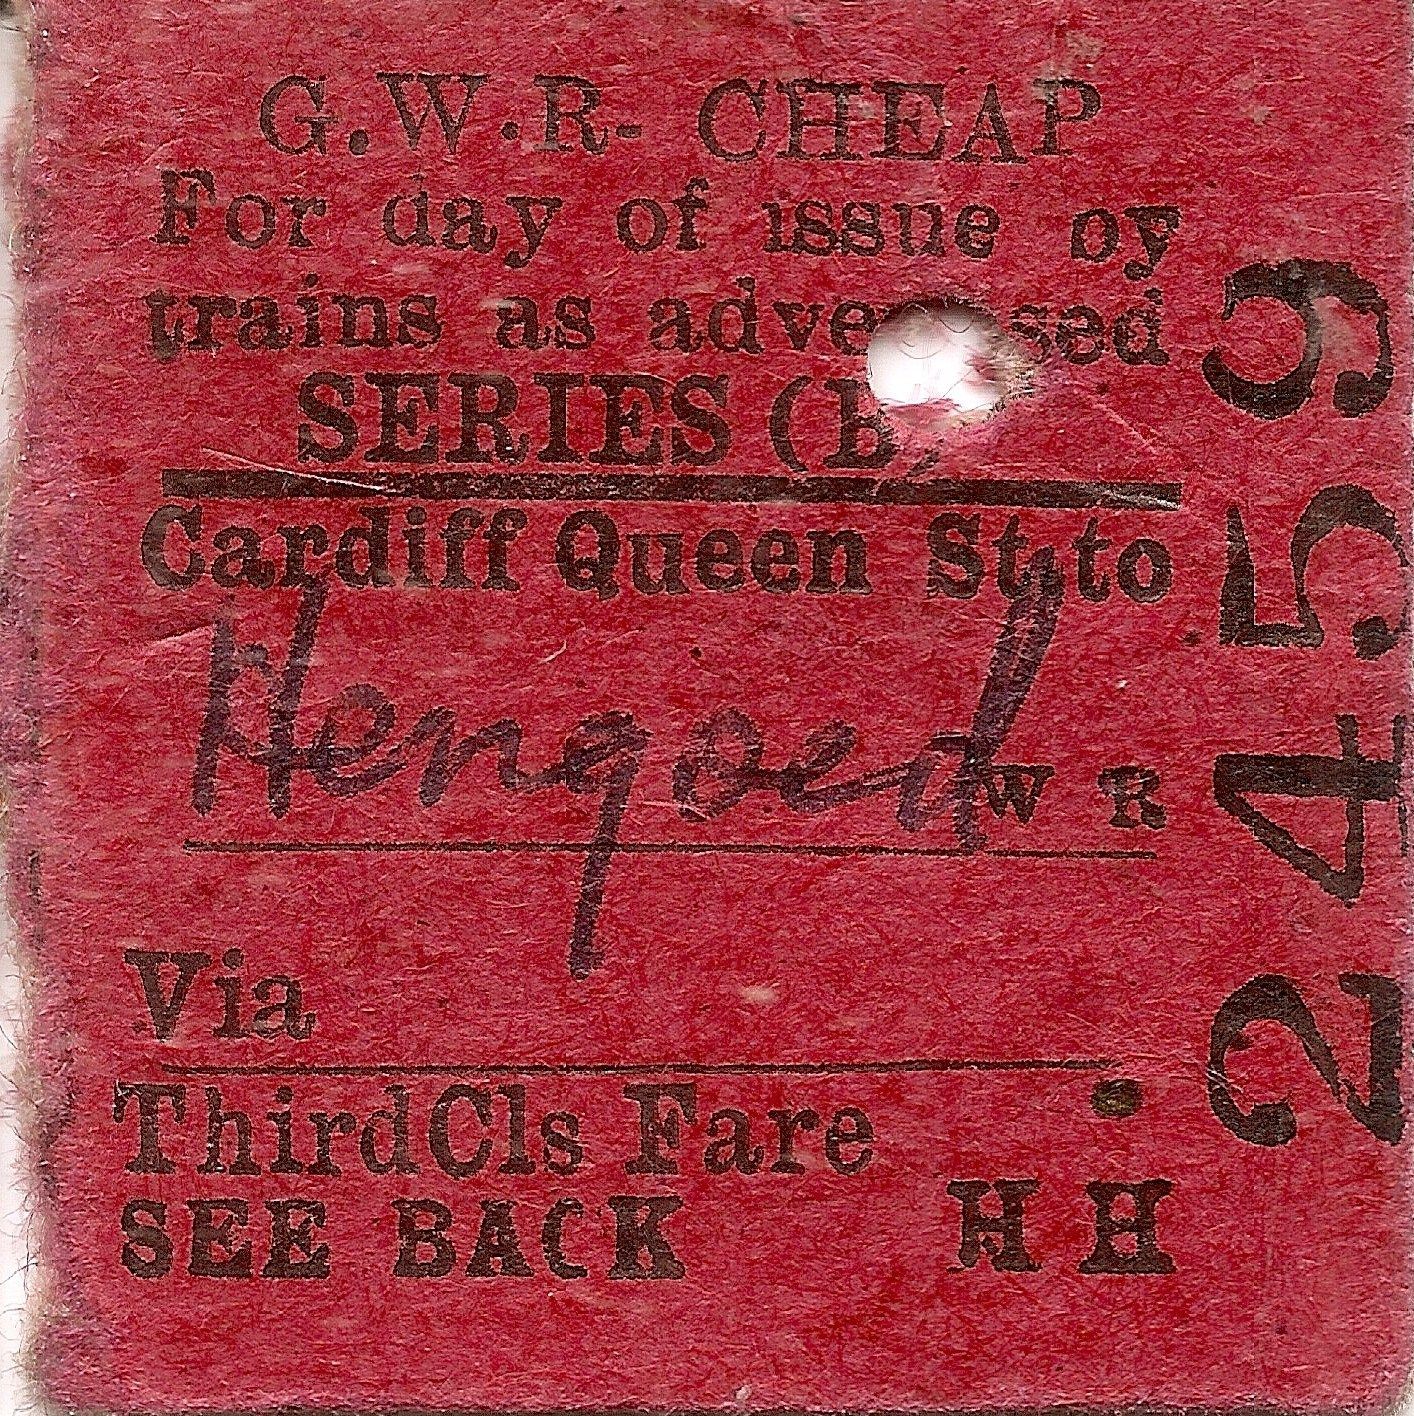 G.W.R- CHEAP
For day of issue by
trains as adve sed
SERIES (B)
Cardiff Queen St to
Hengoed
W R
Via
ThirdCls Fare
SEE BACK H H
2459